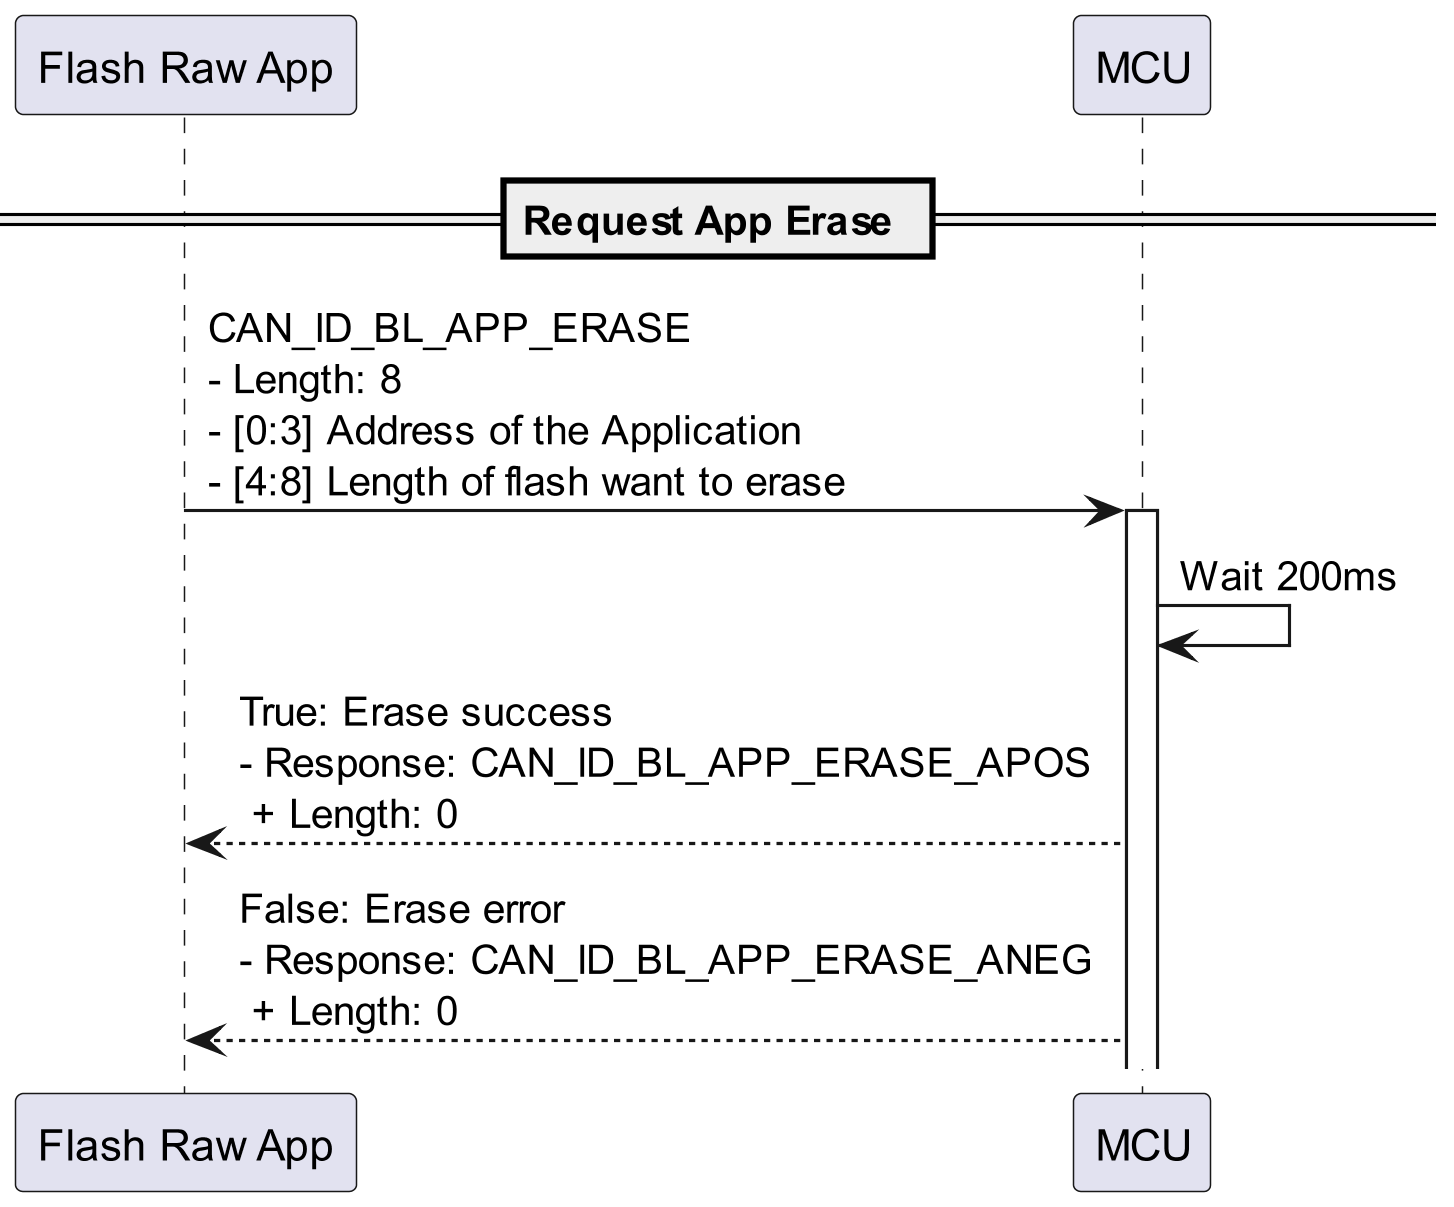 Flash Raw App
MCU
Request App Erase
CAN_ID_BL_APP_ERASE
- Length: 8
- [0:3] Address of the Application
- [4:8] Length of flash want to erase
Wait 200ms
True: Erase success
- Response: CAN_ID_BL_APP_ERASE_APOS
+ Length: 0
False: Erase error
- Response: CAN_ID_BL_APP_ERASE_ANEG
+ Length: 0
Flash Raw App
MCU